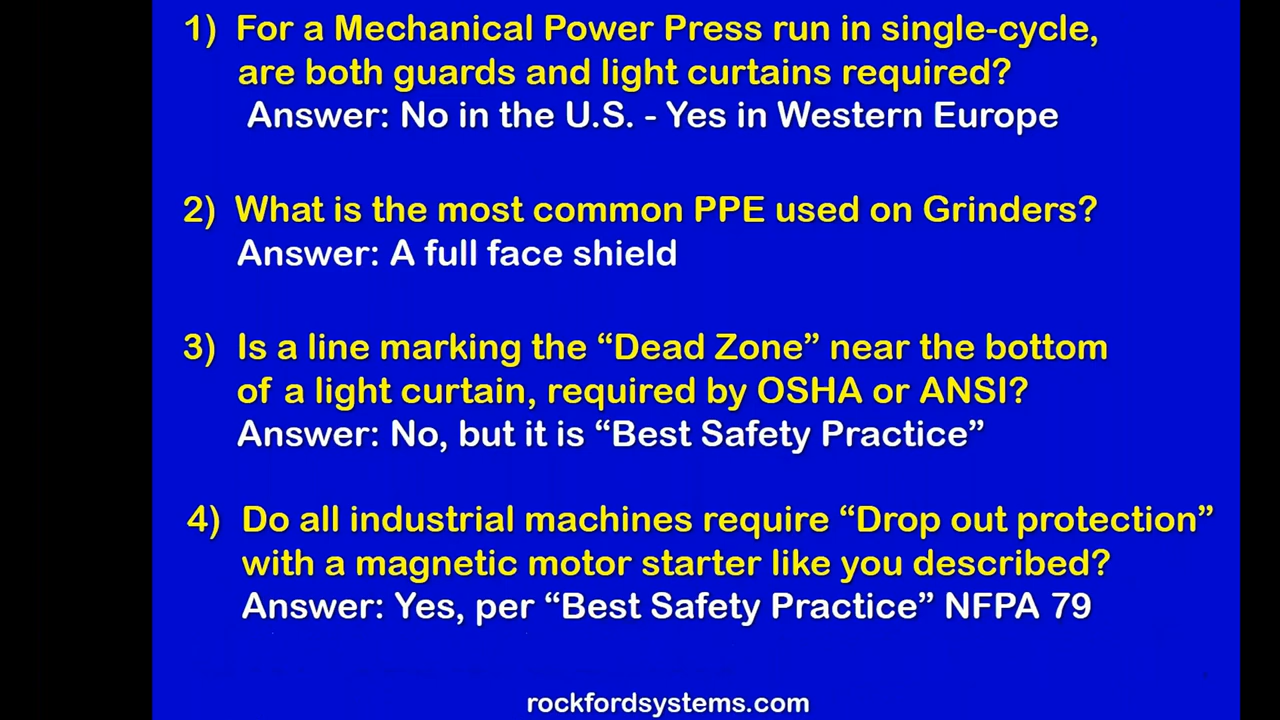 1) For a Mechanical Power Press run in single-cycle,
are both guards and light curtains required?
Answer: No in the U.S. - Yes in Western Europe
2) What is the most common PPE used on Grinders?
Answer: A full face shield
3) Is a line marking the “Dead Zone” near the bottom
of a light curtain, required by OSHA or ANSI?
Answer: No, but it is “Best Safety Practice”
4) Do all industrial machines require “Drop out protection”
with a magnetic motor starter like you described?
Answer: Yes, per “Best Safety Practice” NFPA 79
rockfordsystems.com